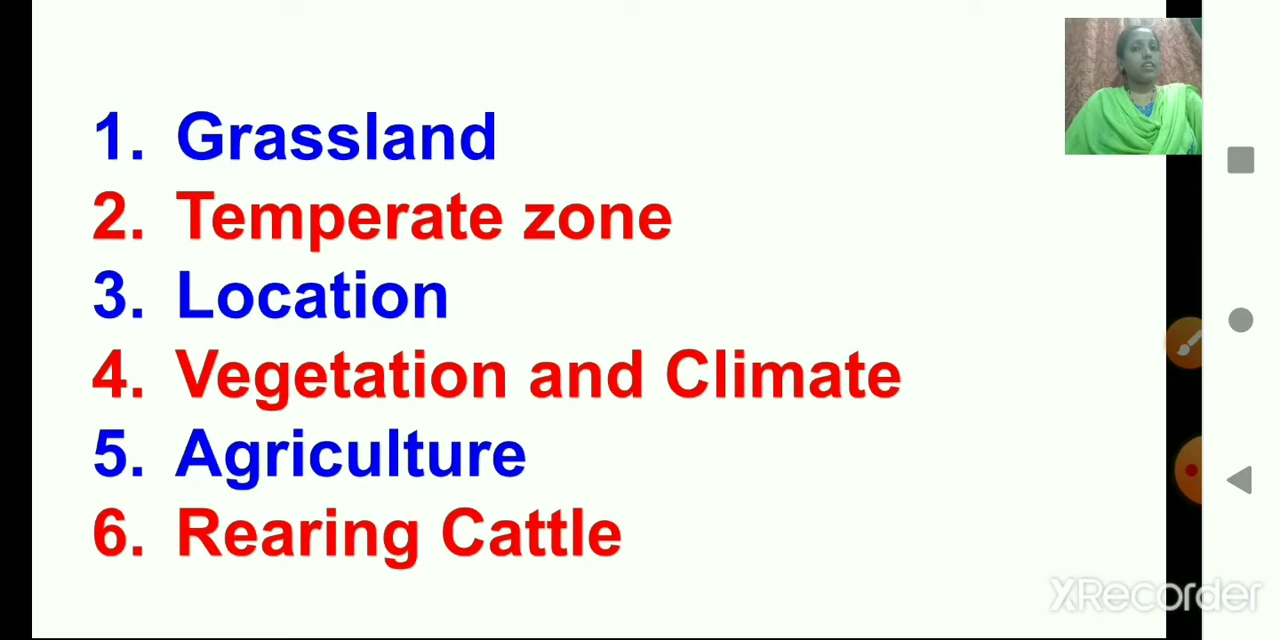 1. Grassland
2. Temperate zone
3. Location
4. Vegetation and Climate
5. Agriculture
6. Rearing Cattle
XRecorder